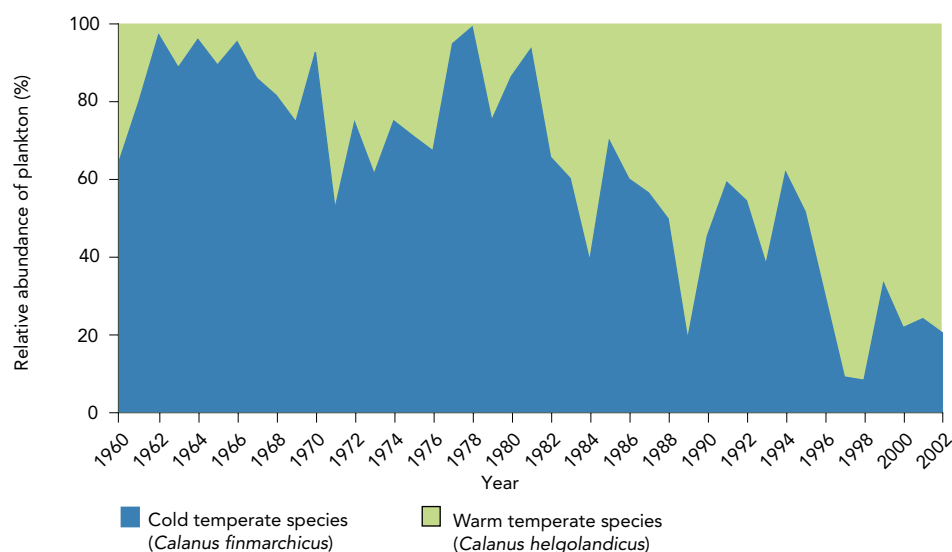 100
80
60
40
20
0
Relative abundance of plankton (%)
1960 1962 1964 1966 1968 1970 1972 1974 1976 1978 1980 1982 1984 1986 1988 1990 1992 1994 1996 1998 2000 2002
Year
Cold temperate species
(Calanus finmarchicus)
Warm temperate species
(Calanus helgolandicus)